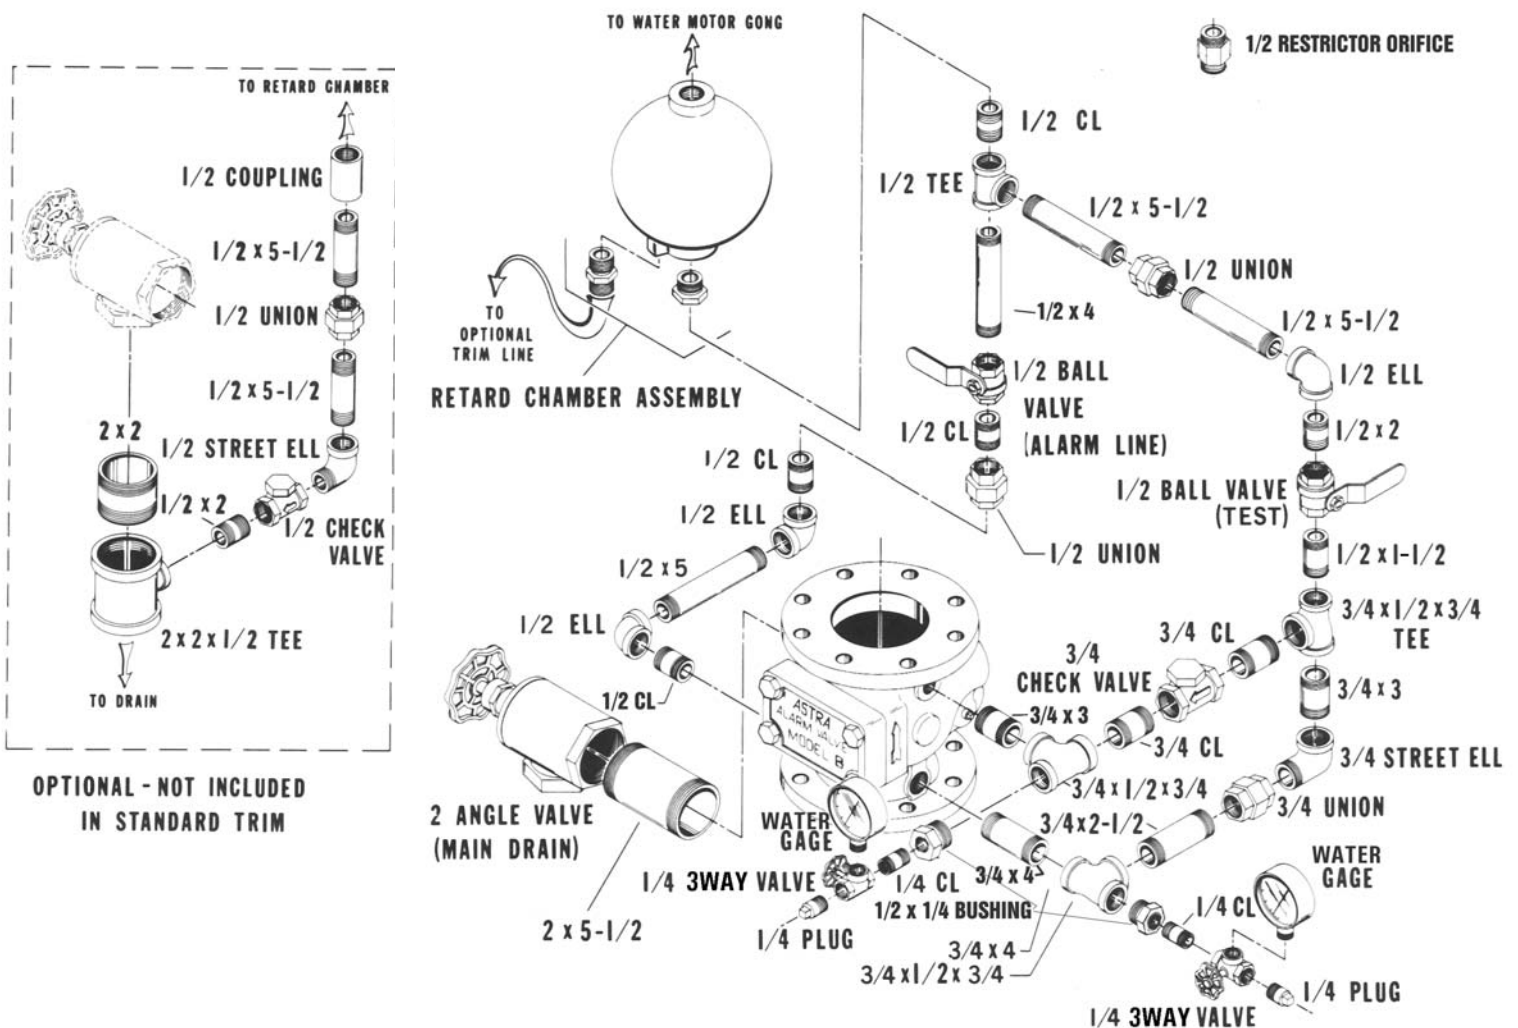 TO WATER MOTOR GONG
1/2 RESTRICTOR ORIFICE
TO RETARD CHAMBER
1/2 COUPLING
1/2 x 5-1/2
1/2 UNION
1/2 x 5-1/2
2 x 2
1/2 STREET ELL
1/2 x 2
1/2 CHECK
VALVE
2 x 2 x 1/2 TEE
TO DRAIN
OPTIONAL - NOT INCLUDED
IN STANDARD TRIM
TO
OPTIONAL
TRIM LINE
RETARD CHAMBER ASSEMBLY
1/2 CL
1/2 TEE
1/2 x 5-1/2
1/2 UNION
1/2 x 4
1/2 x 5-1/2
1/2 BALL
VALVE
(ALARM LINE)
1/2 ELL
1/2 CL
1/2 x 2
1/2 CL
1/2 BALL VALVE
(TEST)
1/2 ELL
1/2 UNION
1/2 x 1-1/2
1/2 x 5
1/2 ELL
3/4 x 1/2 x 3/4
TEE
3/4 CL
3/4
CHECK VALVE
1/2 CL
3/4 x 3
3/4 x 3
ASTRA
ALARM VALVE
MODEL B
3/4 CL
3/4 STREET ELL
3/4 x 1/2 x 3/4
3/4 UNION
2 ANGLE VALVE
(MAIN DRAIN)
WATER
GAGE
3/4x2-1/2
WATER
GAGE
1/4 3WAY VALVE
1/4 CL
3/4 x 4
1/2 x 1/4 BUSHING
1/4 CL
2 x 5-1/2
1/4 PLUG
3/4 x 4
3/4 x 1/2 x 3/4
1/4 PLUG
1/4 3WAY VALVE